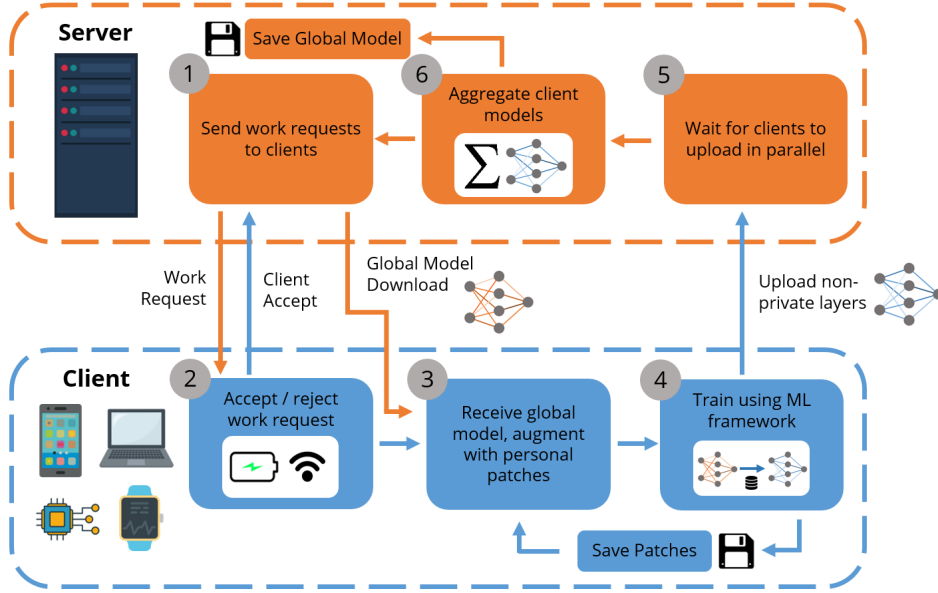 Server
Save Global Model
1
Send work requests
to clients
6
Aggregate client
models
Σ
5
Wait for clients to
upload in parallel
Work
Request
Client
Accept
Global Model
Download
Upload non-
private layers
Client
2
Accept / reject
work request
3
Receive global
model, augment
with personal
patches
4
Train using ML
framework
Save Patches